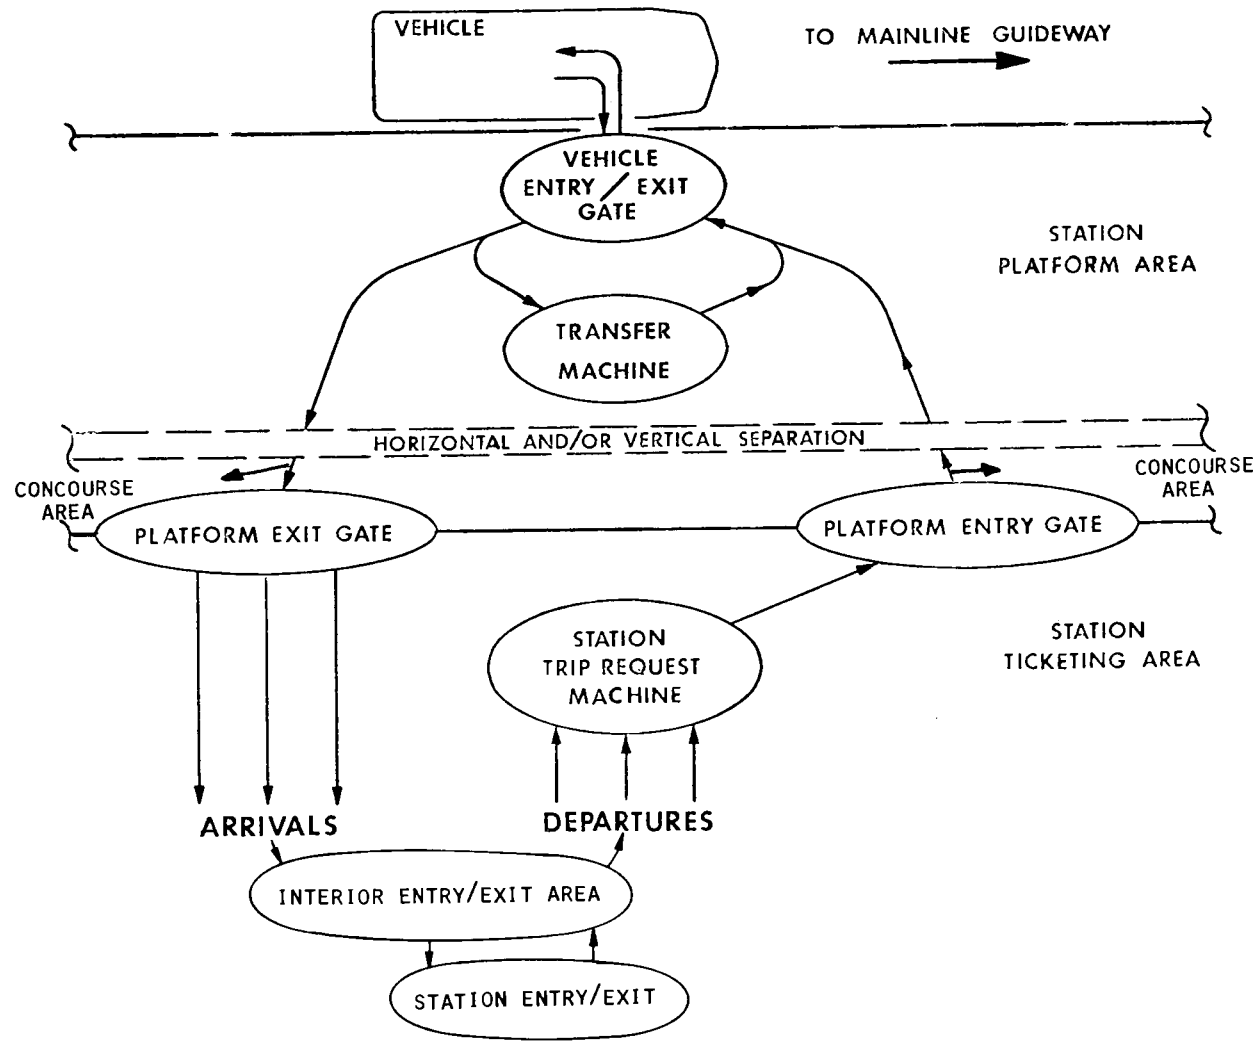 VEHICLE
TO MAINLINE GUIDEWAY
VEHICLE
ENTRY / EXIT
GATE
STATION
PLATFORM AREA
TRANSFER
MACHINE
HORIZONTAL AND/OR VERTICAL SEPARATION
CONCOURSE
AREA
CONCOURSE
AREA
PLATFORM EXIT GATE
PLATFORM ENTRY GATE
STATION
TRIP REQUEST
MACHINE
STATION
TICKETING AREA
ARRIVALS
DEPARTURES
INTERIOR ENTRY/EXIT AREA
STATION ENTRY/EXIT